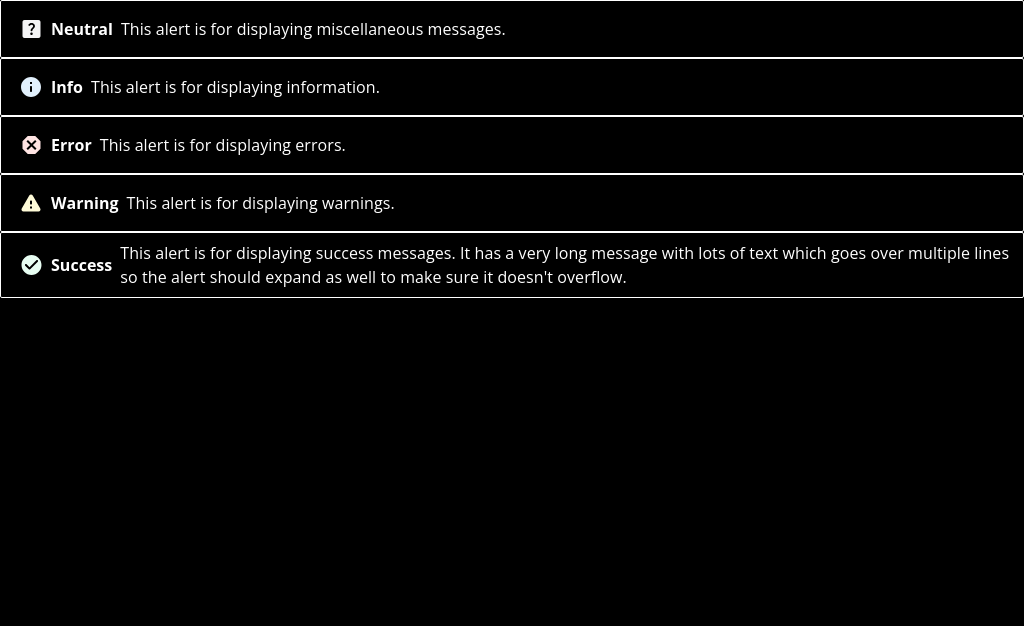 Neutral This alert is for displaying miscellaneous messages.
Info This alert is for displaying information.
Error This alert is for displaying errors.
Warning This alert is for displaying warnings.
Success This alert is for displaying success messages. It has a very long message with lots of text which goes over multiple lines
so the alert should expand as well to make sure it doesn't overflow.